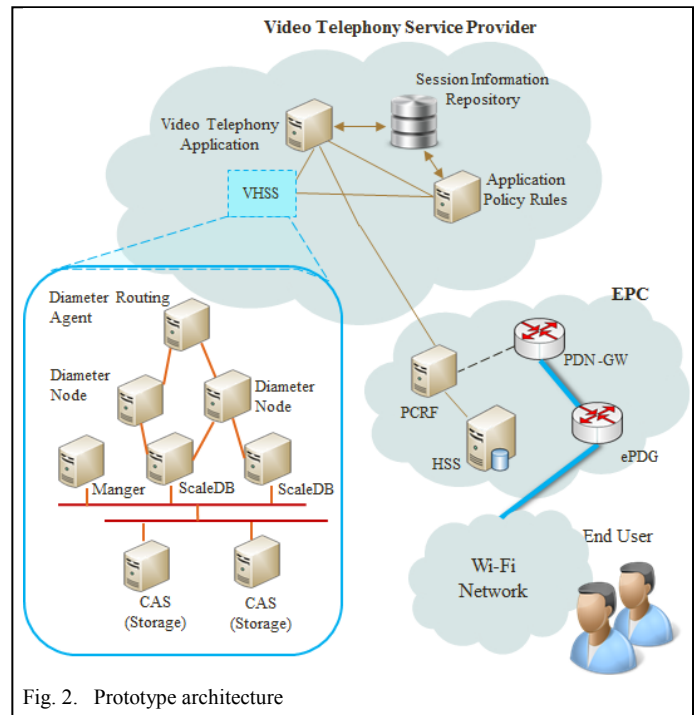 Video Telephony Service Provider
Session Information
Repository
Video Telephony
Application
VHSS
Application
Policy Rules
Diameter Routing
Agent
Diameter
Node
Diameter
Node
Manger
ScaleDB
ScaleDB
CAS
(Storage)
CAS
(Storage)
EPC
PDN-GW
PCRF
HSS
ePDG
End User
Wi-Fi
Network
Fig. 2. Prototype architecture